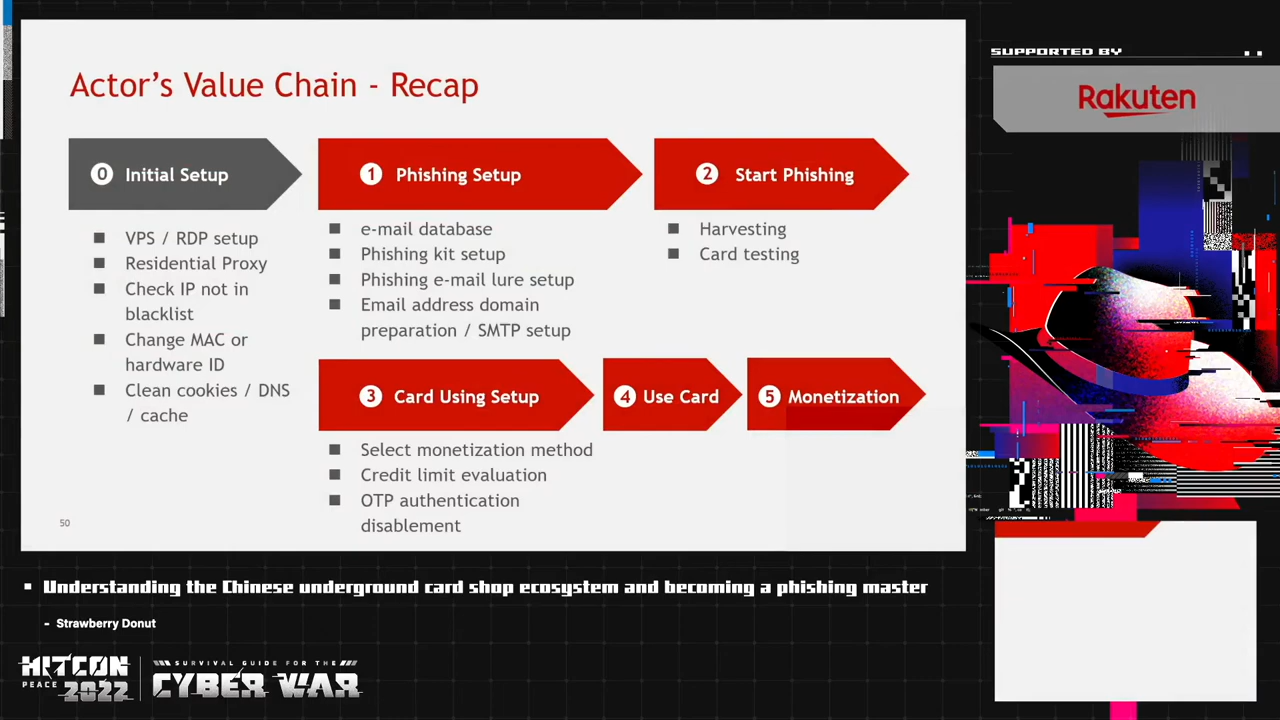 SUPPORTED BY
Rakuten
Actor's Value Chain - Recap
0 Initial Setup
VPS / RDP setup
Residential Proxy
Check IP not in
blacklist
Change MAC or
hardware ID
Clean cookies / DNS
/ cache
1 Phishing Setup
e-mail database
Phishing kit setup
Phishing e-mail lure setup
Email address domain
preparation / SMTP setup
2 Start Phishing
Harvesting
Card testing
3 Card Using Setup
Select monetization method
Credit limit evaluation
OTP authentication
disablement
4 Use Card
5 Monetization
50
Understanding the Chinese underground card shop ecosystem and becoming a phishing master
- Strawberry Donut
HITCON
PEACE 2022
SURVIVAL GUIDE FOR THE
CYBER WAR